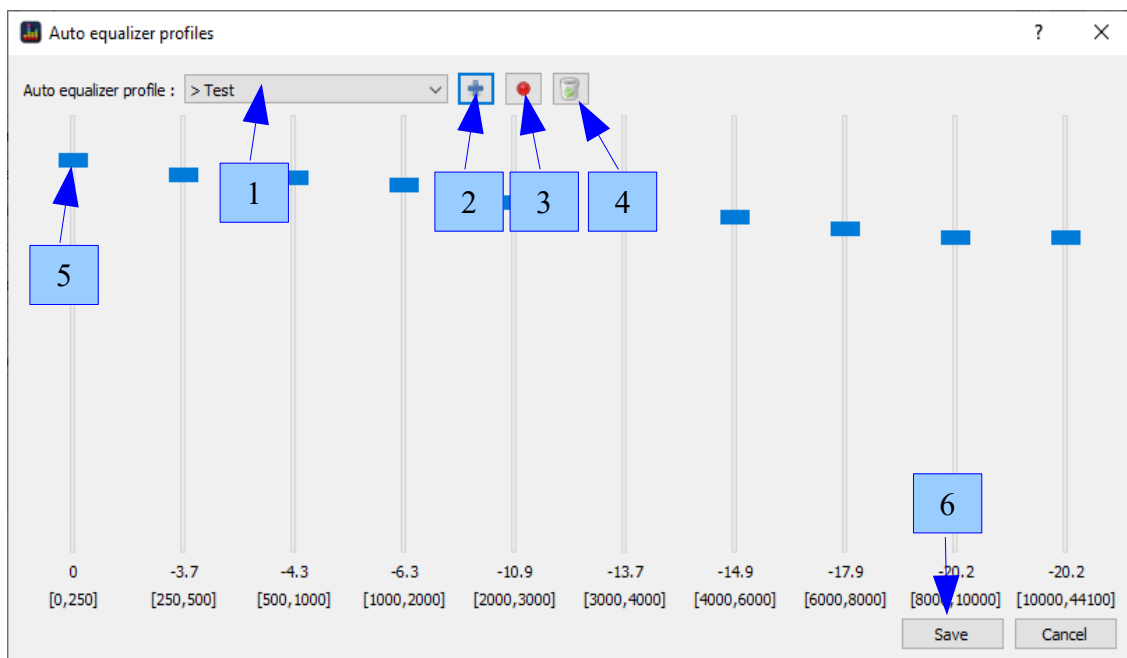 Auto equalizer profiles
?
Auto equalizer profile : > Test
1
2
3
4
5
6
0 -3.7 -4.3 -6.3 -10.9 -13.7 -14.9 -17.9 -20.2 -20.2
[0,250] [250,500] [500,1000] [1000,2000] [2000,3000] [3000,4000] [4000,6000] [6000,8000] [8000,10000] [10000,44100]
Save Cancel